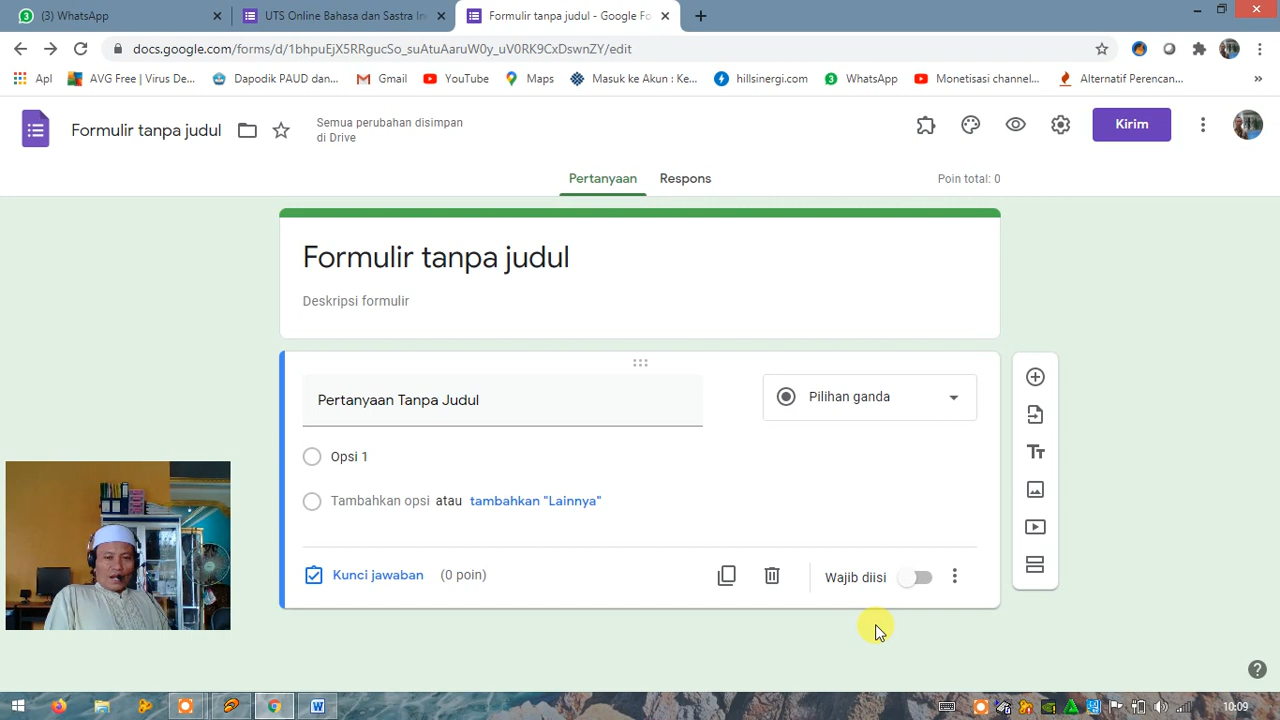 (3) WhatsApp
UTS Online Bahasa dan Sastra In
Formulir tanpa judul - Google Fo
docs.google.com/forms/d/1bhpuEjX5RRgucSo_suAtuAaruW0y_uV0RK9CxDswnZY/edit
Apl
AVG Free | Virus De...
Dapodik PAUD dan...
Gmail
YouTube
Maps
Masuk ke Akun : Ke...
hillsinergi.com
3
WhatsApp
Monetisasi channel...
Alternatif Perencan...
»
Formulir tanpa judul
Semua perubahan disimpan
di Drive
Kirim
Pertanyaan
Respons
Poin total: 0
Formulir tanpa judul
Deskripsi formulir
Pertanyaan Tanpa Judul
Pilihan ganda
Opsi 1
Tambahkan opsi atau tambahkan "Lainnya"
Kunci jawaban (0 poin)
Wajib diisi
Tт
10:09